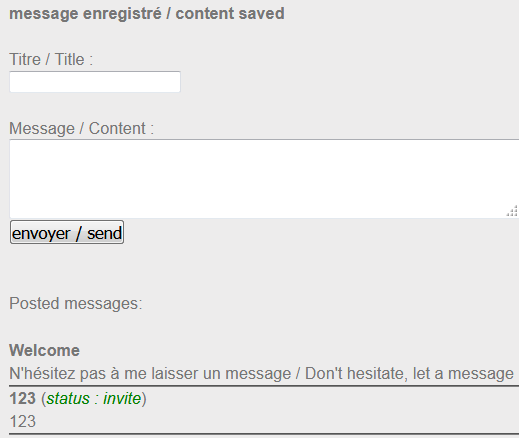 message enregistré / content saved
Titre / Title :
Message / Content :
envoyer / send
Posted messages:
Welcome
N'hésitez pas à me laisser un message / Don't hesitate, let a message
123 (status : invite)
123